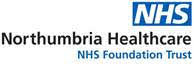 NHS
Northumbria Healthcare
NHS Foundation Trust